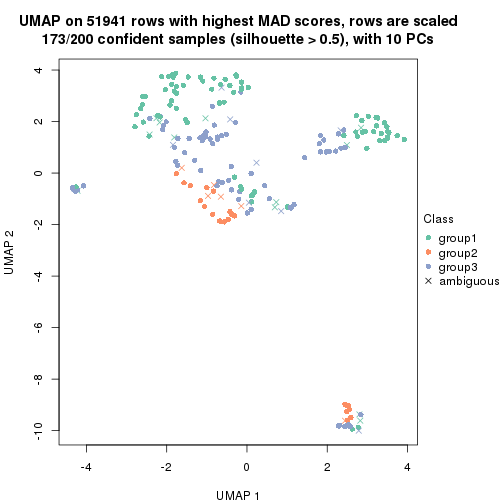 UMAP on 51941 rows with highest MAD scores, rows are scaled
173/200 confident samples (silhouette > 0.5), with 10 PCs
4
2
0
-2
-4
-6
-8
-10
UMAP 2
-4
-2
0
2
4
UMAP 1
Class
group1
group2
group3
ambiguous